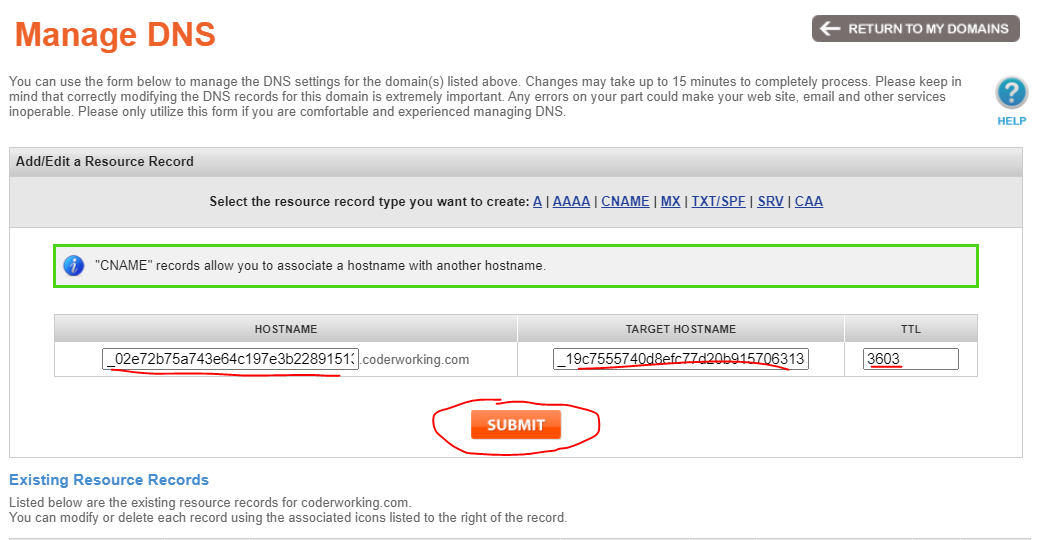 Manage DNS
RETURN TO MY DOMAINS
You can use the form below to manage the DNS settings for the domain(s) listed above. Changes may take up to 15 minutes to completely process. Please keep in
mind that correctly modifying the DNS records for this domain is extremely important. Any errors on your part could make your web site, email and other services
inoperable. Please only utilize this form if you are comfortable and experienced managing DNS.
?
HELP
Add/Edit a Resource Record
Select the resource record type you want to create: A | AAAA | CNAME | MX | TXT/SPF | SRV | CAA
"CNAME" records allow you to associate a hostname with another hostname.
HOSTNAME TARGET HOSTNAME TTL
_02e72b75a743e64c197e3b22891513 .coderworking.com _19c7555740d8efc77d20b915706313 3603
SUBMIT
Existing Resource Records
Listed below are the existing resource records for coderworking.com.
You can modify or delete each record using the associated icons listed to the right of the record.